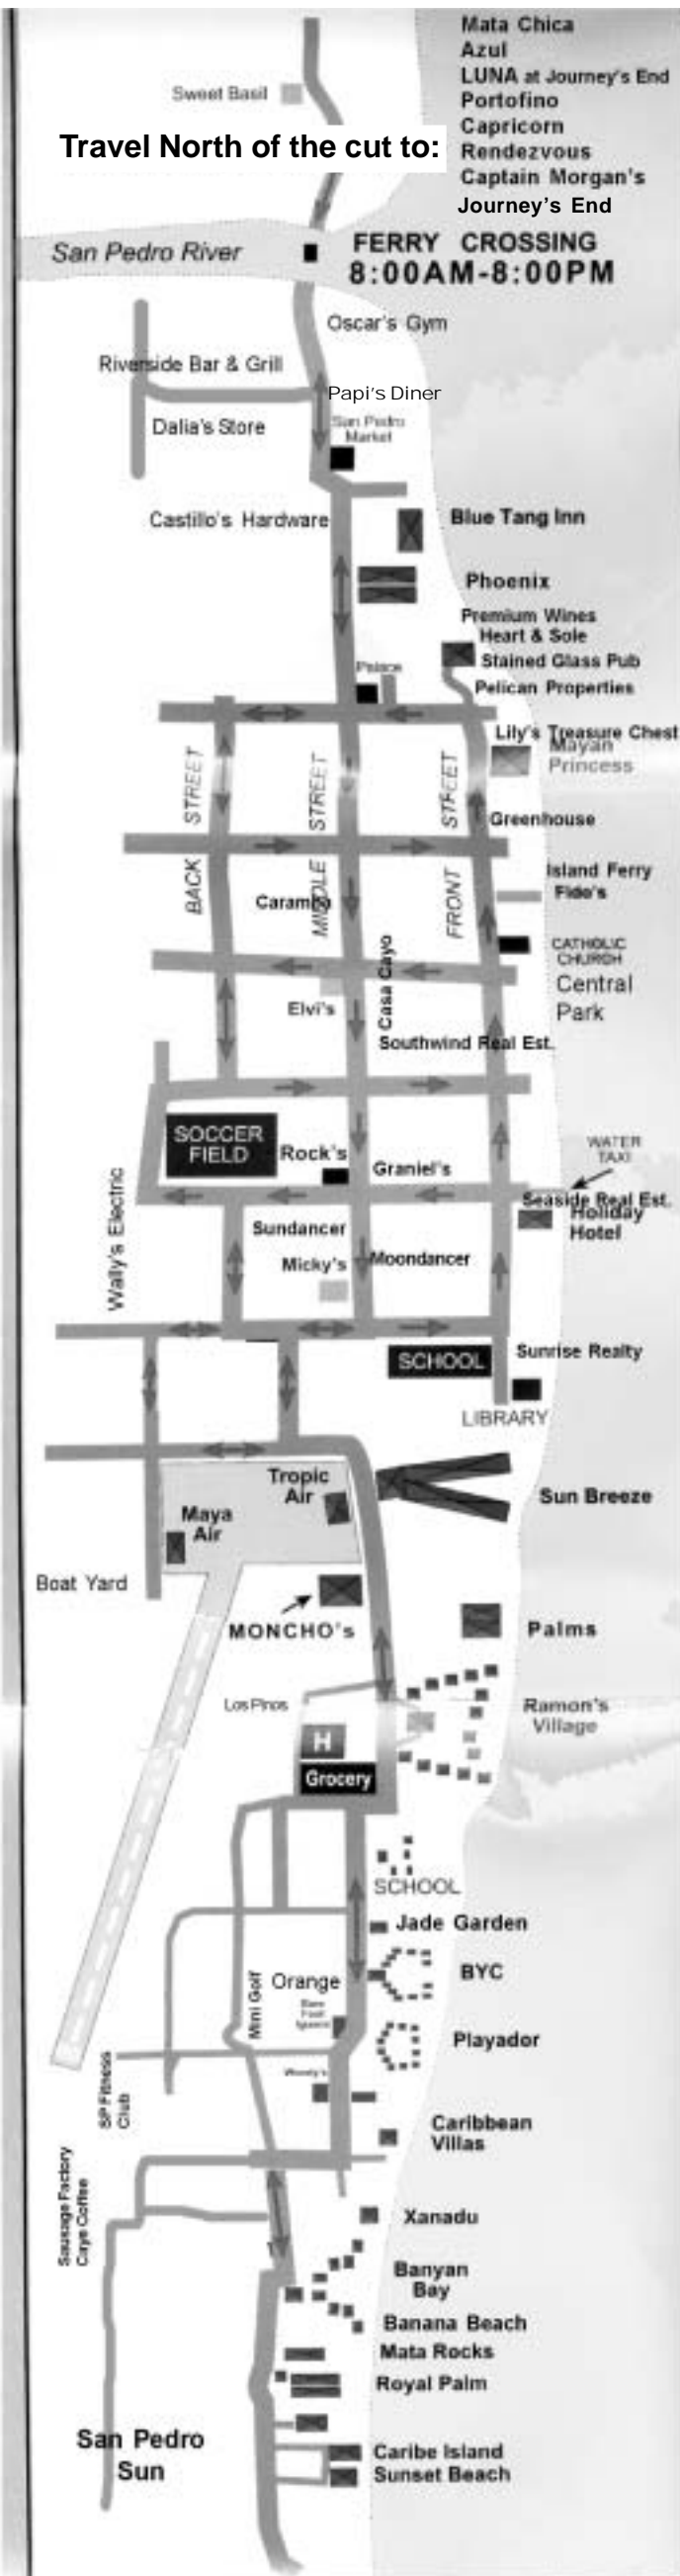 Mata Chica
Azul
LUNA at Journey's End
Portofino
Capricorn
Rendezvous
Captain Morgan's
Journey's End
Sweet Basil
Travel North of the cut to:
San Pedro River
FERRY CROSSING
8:00AM-8:00PM
Oscar's Gym
Riverside Bar & Grill
Papi's Diner
Dalia's Store
San Pedro
Market
Castillo's Hardware
Blue Tang Inn
Phoenix
Premium Wines
Heart & Sole
Stained Glass Pub
Palace
Pelican Properties
Lily's Treasure Chest
Mayan
Princess
BACK STREET
MIDDLE STREET
FRONT STREET
Greenhouse
Island Ferry
Fido's
Caramba
CATHOLIC
CHURCH
Central
Park
Casa Cayo
Elvi's
Southwind Real Est.
SOCCER
FIELD
Rock's
Graniel's
WATER
TAXI
Seaside Real Est.
Holiday
Hotel
Wally's Electric
Sundancer
Micky's
Moondancer
SCHOOL
Sunrise Realty
LIBRARY
Tropic
Air
Sun Breeze
Maya
Air
Boat Yard
MONCHO's
Palms
Los Pinos
Ramon's
Village
H
Grocery
SCHOOL
Jade Garden
Mini Golf
Orange
BYC
Bare
Foot
Iguana
Playador
SP Fitness
Club
Woody's
Caribbean
Villas
Sausage Factory
Caye Coffee
Xanadu
Banyan
Bay
Banana Beach
Mata Rocks
Royal Palm
San Pedro
Sun
Caribe Island
Sunset Beach